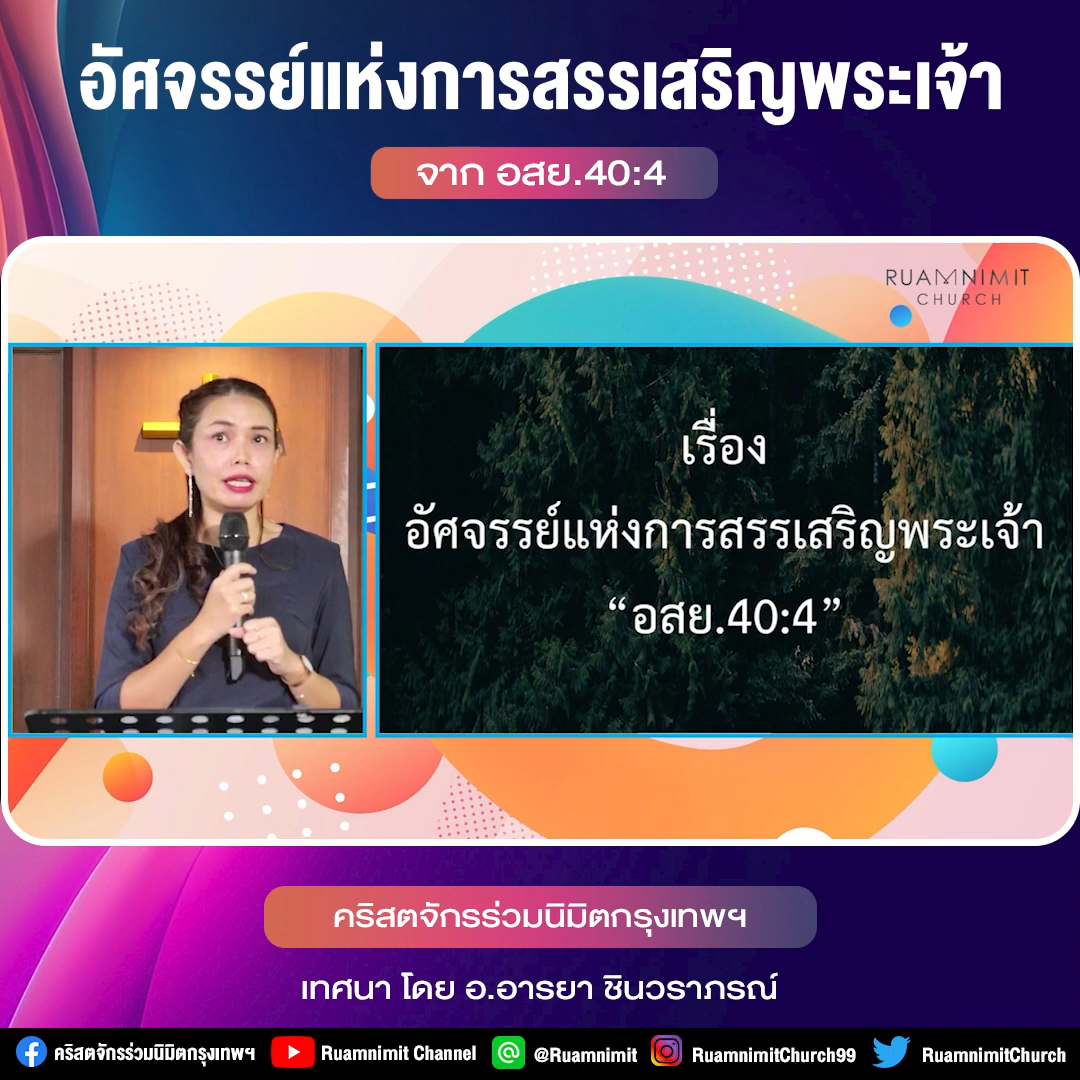 อัศจรรย์แห่งการสรรเสริญพระเจ้า
จาก อสย.40:4
RUAMNIMIT
CHURCH
เรื่อง
อัศจรรย์แห่งการสรรเสริญพระเจ้า
“อสย.40:4”
คริสตจักรร่วมนิมิตกรุงเทพฯ
เทศนา โดย อ.อารยา ชินวราภรณ์
คริสตจักรร่วมนิมิตกรุงเทพฯ Ruamnimit Channel @Ruamnimit RuamnimitChurch99 RuamnimitChurch